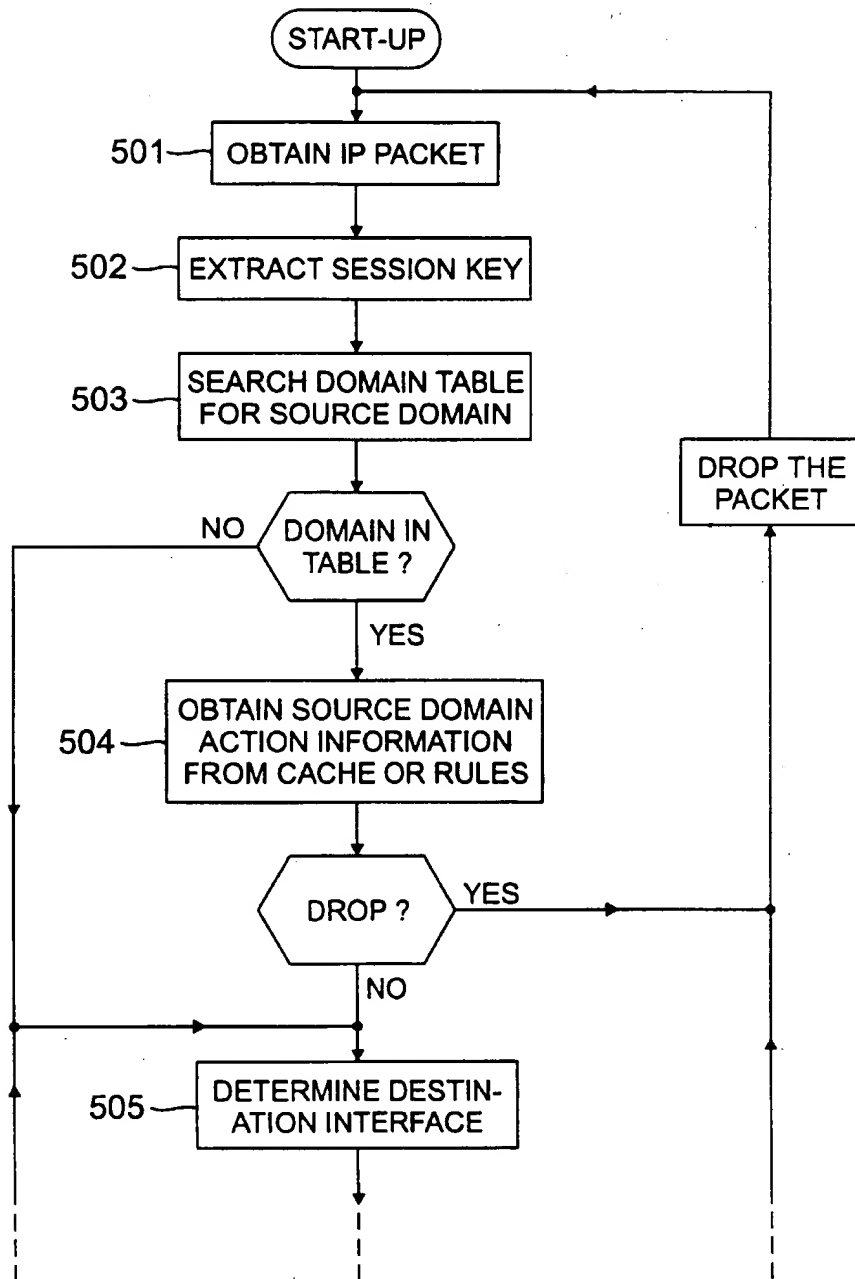 START-UP
501
OBTAIN IP PACKET
502
EXTRACT SESSION KEY
503
SEARCH DOMAIN TABLE
FOR SOURCE DOMAIN
DROP THE
PACKET
NO
DOMAIN IN
TABLE ?
YES
504
OBTAIN SOURCE DOMAIN
ACTION INFORMATION
FROM CACHE OR RULES
DROP ?
YES
NO
505
DETERMINE DESTIN-
ATION INTERFACE